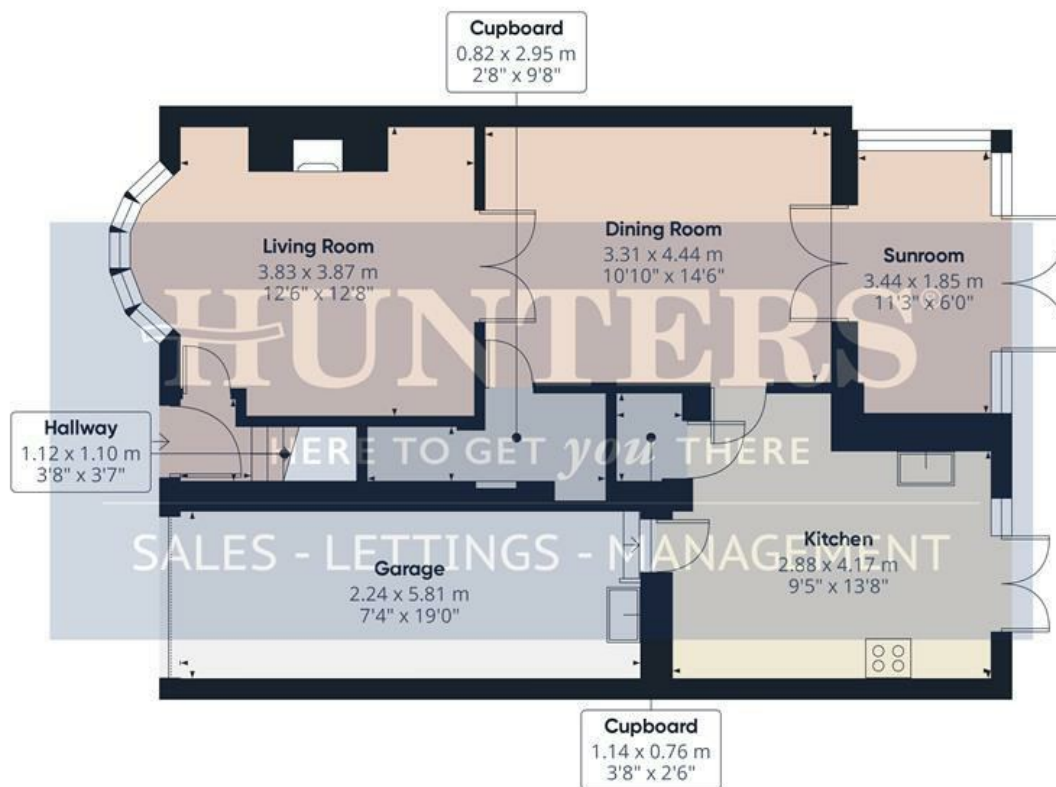 Cupboard
0.82 x 2.95 m
2'8" x 9'8"
Living Room
3.83 x 3.87 m
12'6" x 12'8"
Dining Room
3.31 x 4.44 m
10'10" x 14'6"
Sunroom
3.44 x 1.85 m
11'3" x 6'0"
HUNTERS®
Hallway
1.12 x 1.10 m
3'8" x 3'7"
HERE TO GET you THERE
SALES - LETTINGS - MANAGEMENT
Garage
2.24 x 5.81 m
7'4" x 19'0"
Kitchen
2.88 x 4.17 m
9'5" x 13'8"
Cupboard
1.14 x 0.76 m
3'8" x 2'6"